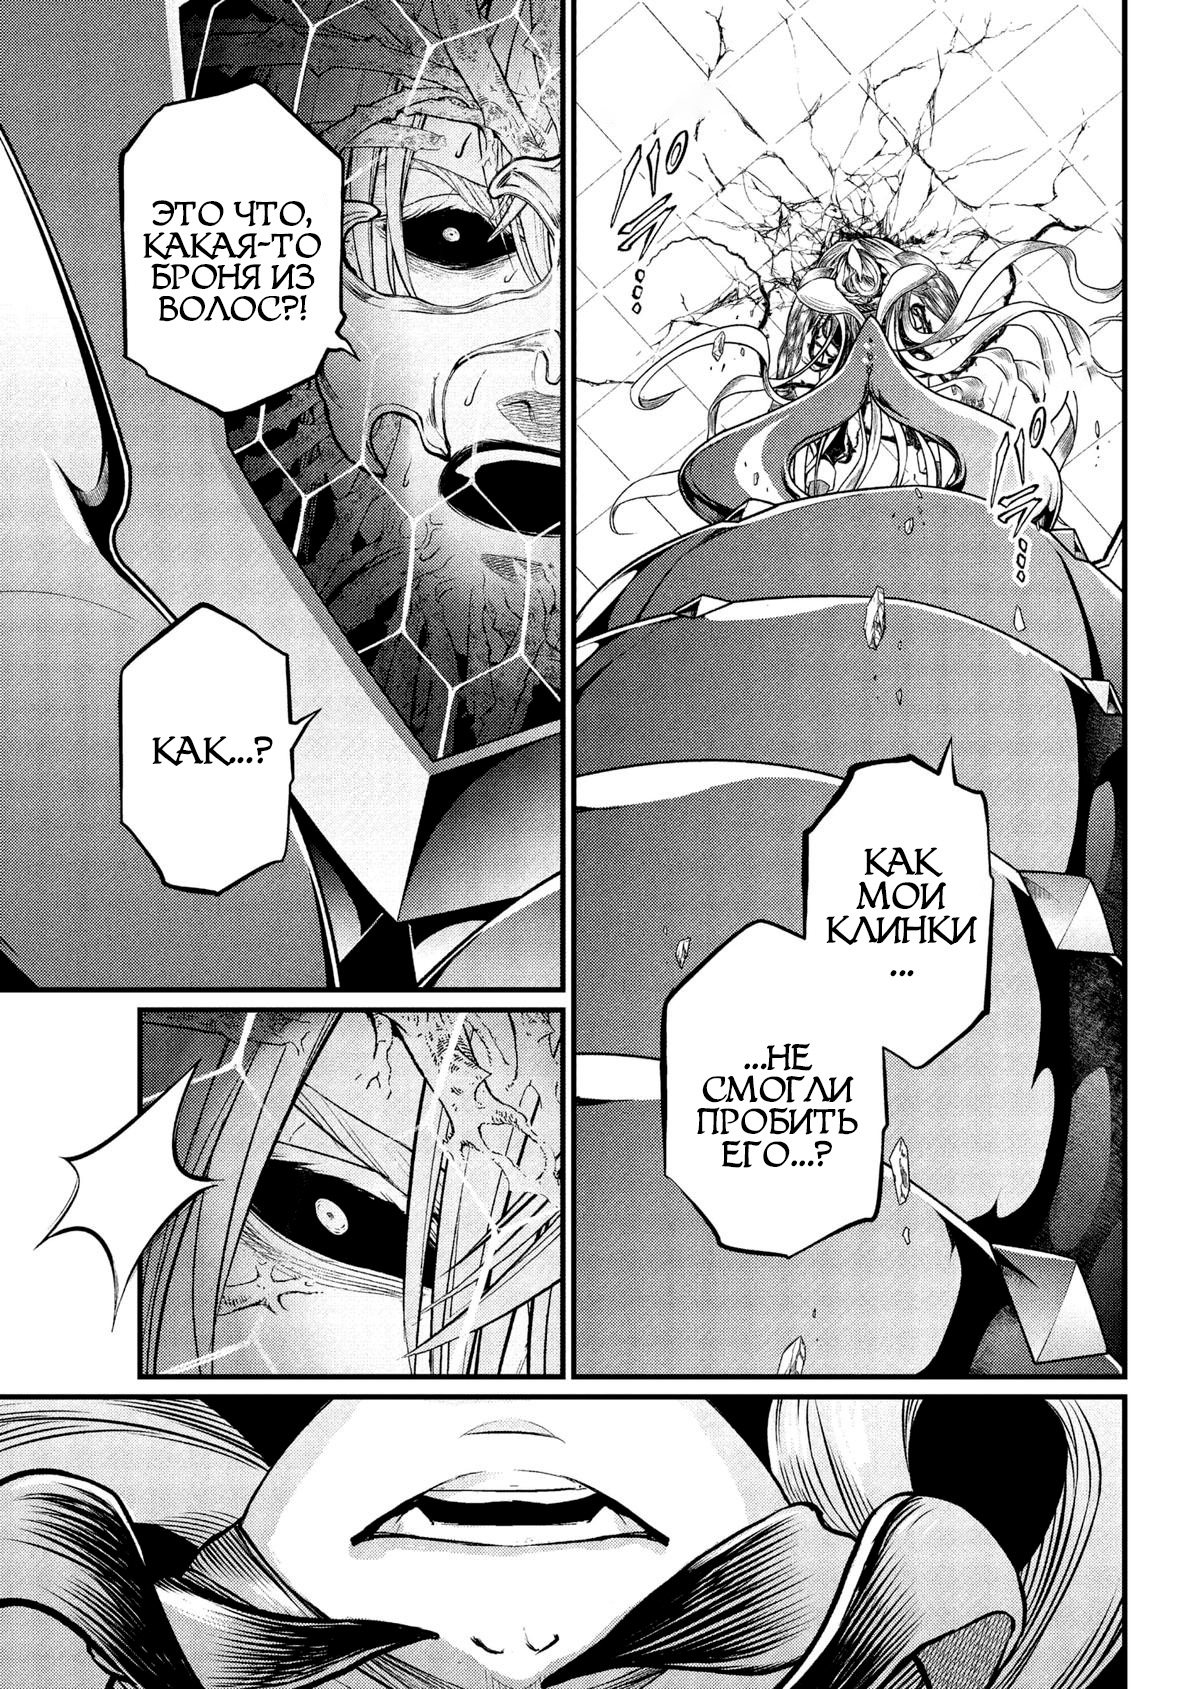 КАК
МОИ
КЛИНКИ
...
...НЕ
СМОГЛИ
ПРОБИТЬ
ЕГО...?
ЭТО ЧТО,
КАКАЯ-ТО
БРОНЯ ИЗ
ВОЛОС?!
КАК...?